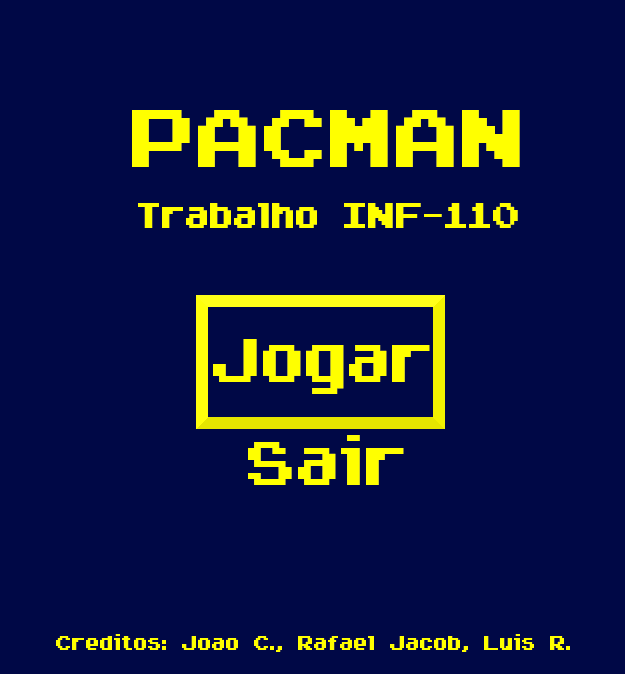 PACMAN
Trabalho INF-110
Jogar
Sair
Creditos: Joao C., Rafael Jacob, Luis R.